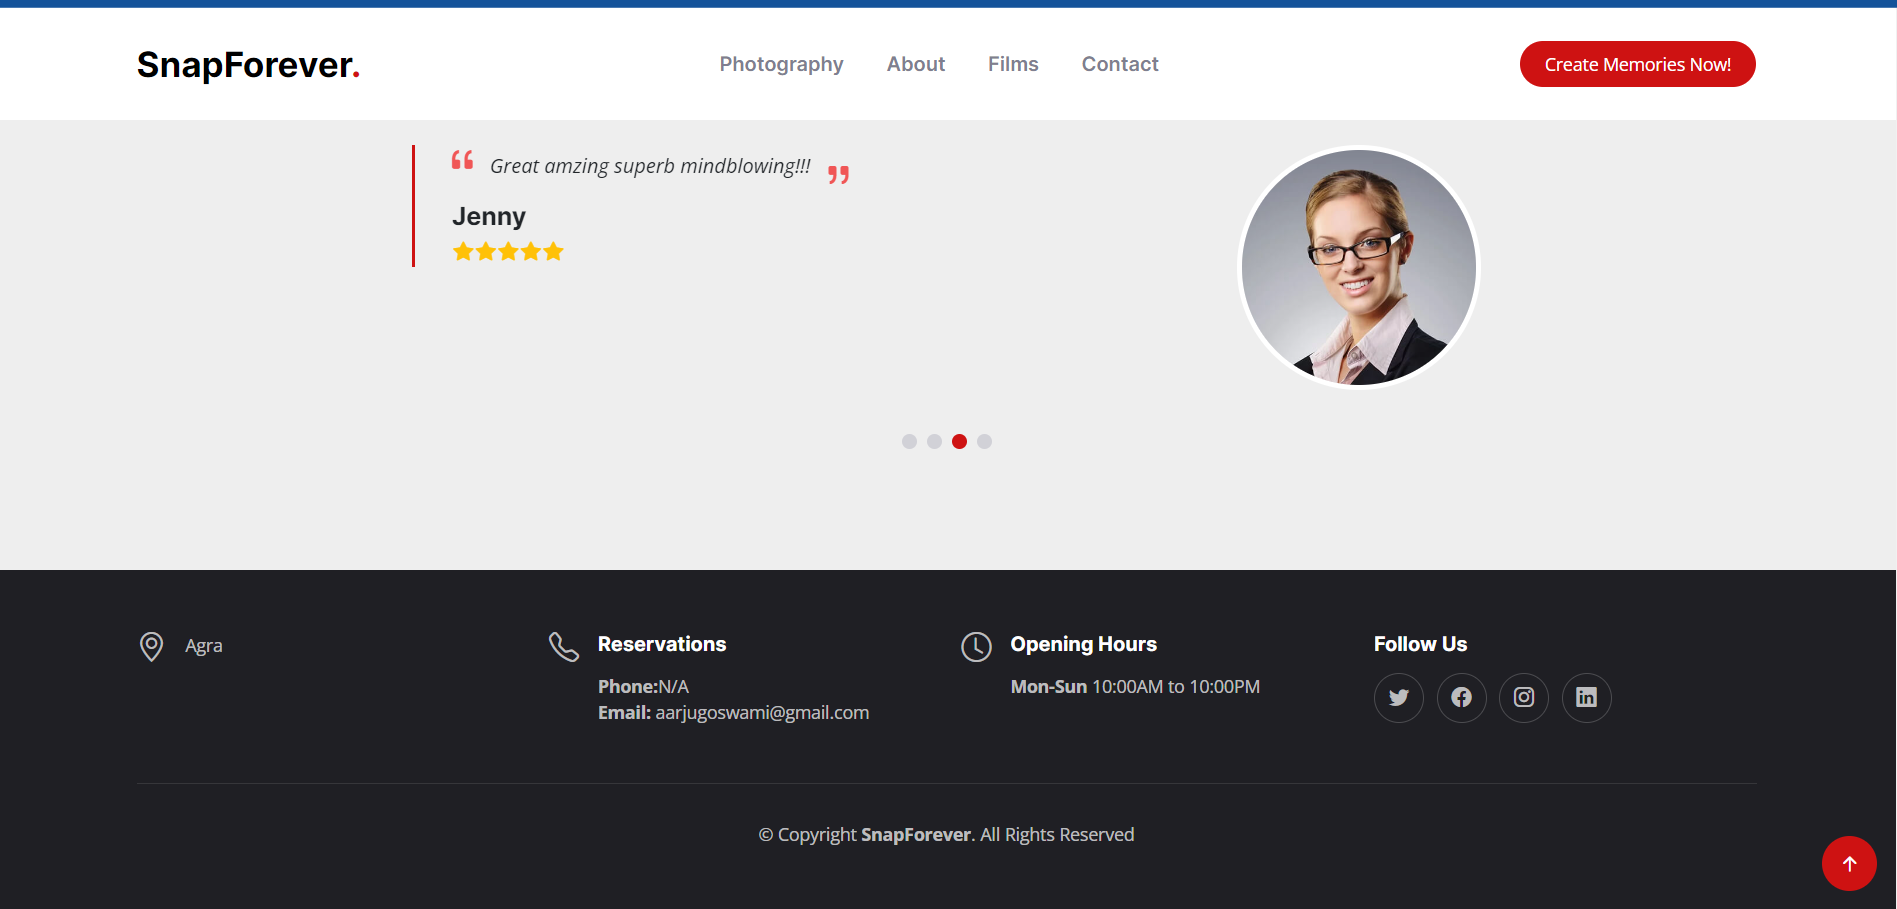 SnapForever.
Photography About Films Contact
Create Memories Now!
“ Great amzing superb mindblowing!!! ”
Jenny
Agra
Reservations
Phone:N/A
Email: aarjugoswami@gmail.com
Opening Hours
Mon-Sun 10:00AM to 10:00PM
Follow Us
© Copyright SnapForever. All Rights Reserved